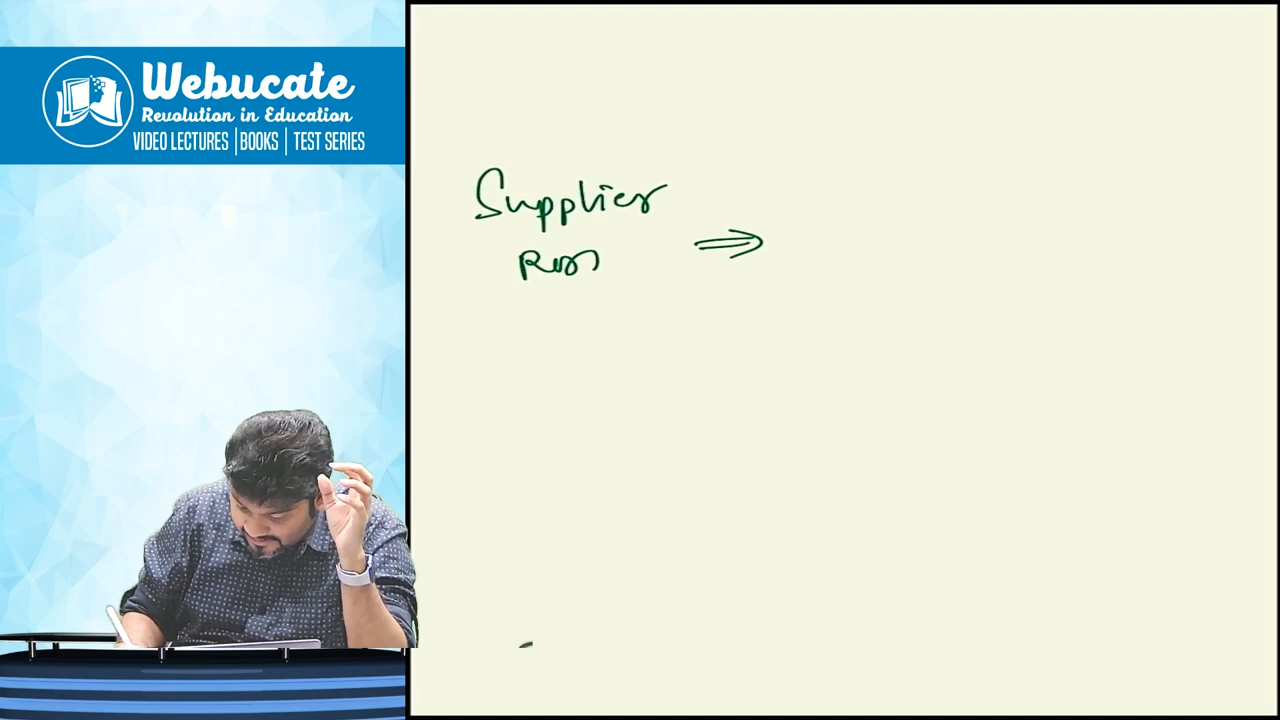 Webucate
Revolution in Education
VIDEO LECTURES | BOOKS | TEST SERIES
Supplier
⇒